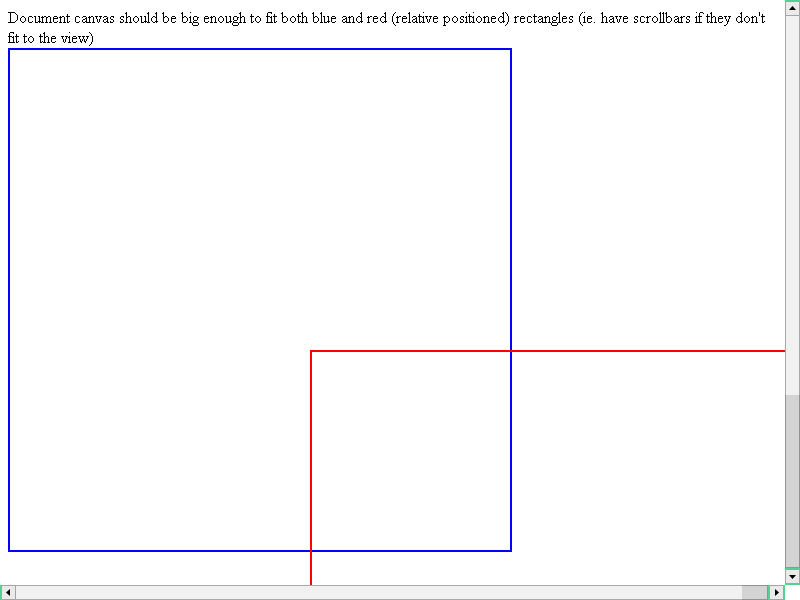 Document canvas should be big enough to fit both blue and red (relative positioned) rectangles (ie. have scrollbars if they don't
fit to the view)